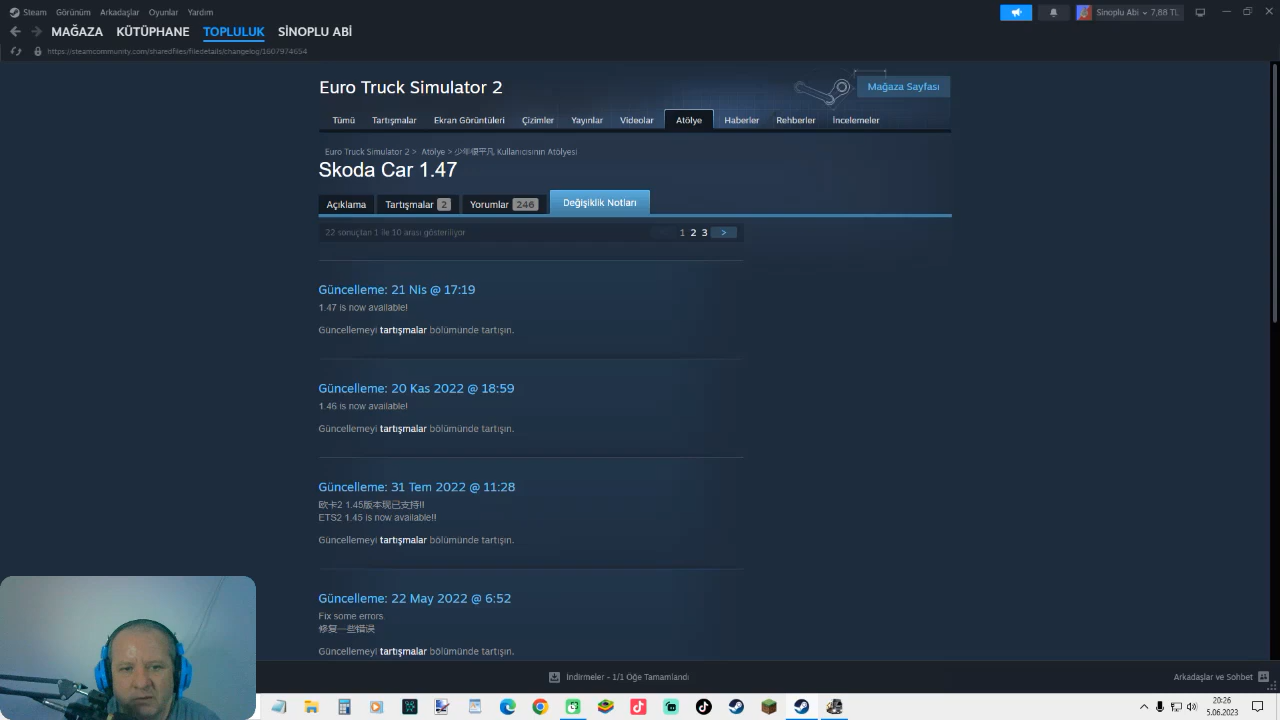 Steam Görünüm Arkadaşlar Oyunlar Yardım
Sinoplu Abi 7,88 TL
MAĞAZA KÜTÜPHANE TOPLULUK SİNOPLU ABİ
https://steamcommunity.com/sharedfiles/filedetails/changelog/1607974654
Euro Truck Simulator 2
Mağaza Sayfası
Tümü Tartışmalar Ekran Görüntüleri Çizimler Yayınlar Videolar Atölye Haberler Rehberler İncelemeler
Euro Truck Simulator 2 > Atölye > 少年很平凡 Kullanıcısının Atölyesi
Skoda Car 1.47
Açıklama Tartışmalar 2 Yorumlar 246 Değişiklik Notları
22 sonuçtan 1 ile 10 arası gösteriliyor
1 2 3 >
Güncelleme: 21 Nis @ 17:19
1.47 is now available!
Güncellemeyi tartışmalar bölümünde tartışın.
Güncelleme: 20 Kas 2022 @ 18:59
1.46 is now available!
Güncellemeyi tartışmalar bölümünde tartışın.
Güncelleme: 31 Tem 2022 @ 11:28
欧卡2 1.45版本现已支持!!
ETS2 1.45 is now available!!
Güncellemeyi tartışmalar bölümünde tartışın.
Güncelleme: 22 May 2022 @ 6:52
Fix some errors.
修复一些错误
Güncellemeyi tartışmalar bölümünde tartışın.
İndirmeler - 1/1 Öğe Tamamlandı
Arkadaşlar ve Sohbet
20:26
5.06.2023